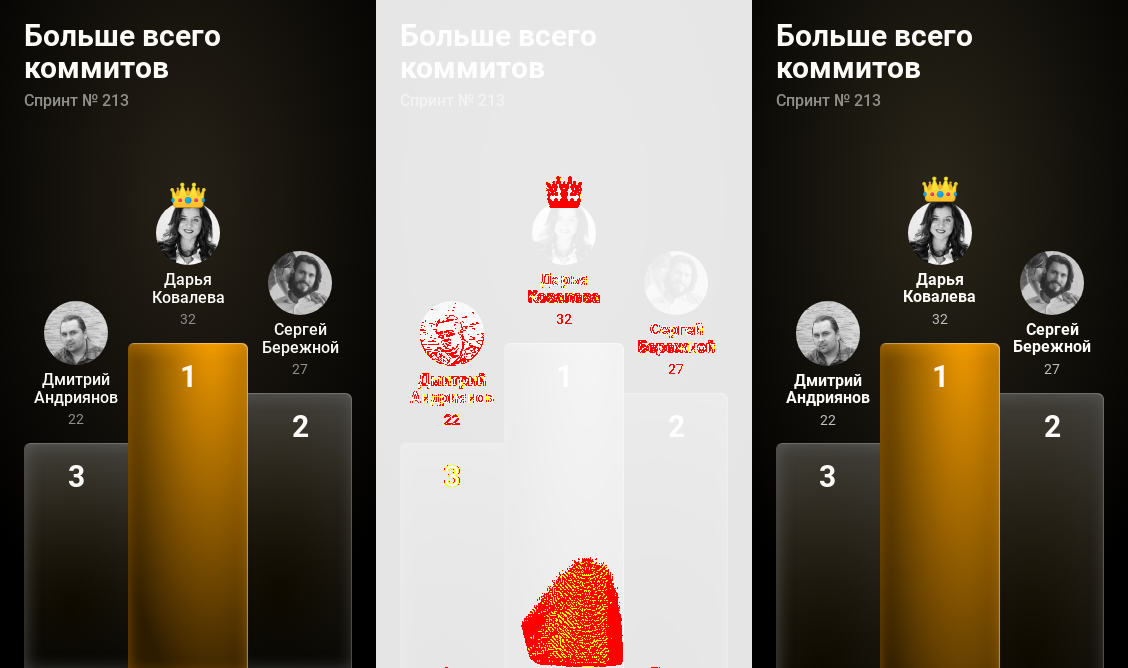 Больше всего
коммитов
Спринт № 213
Дарья
Ковалева
32
Сергей
Бережной
27
Дмитрий
Андриянов
22
1
2
3
Больше всего
коммитов
Спринт № 213
Дарья
Ковалева
32
Сергей
Бережной
27
Дмитрий
Андриянов
22
1
2
3
Больше всего
коммитов
Спринт № 213
Дарья
Ковалева
32
Сергей
Бережной
27
Дмитрий
Андриянов
22
1
2
3